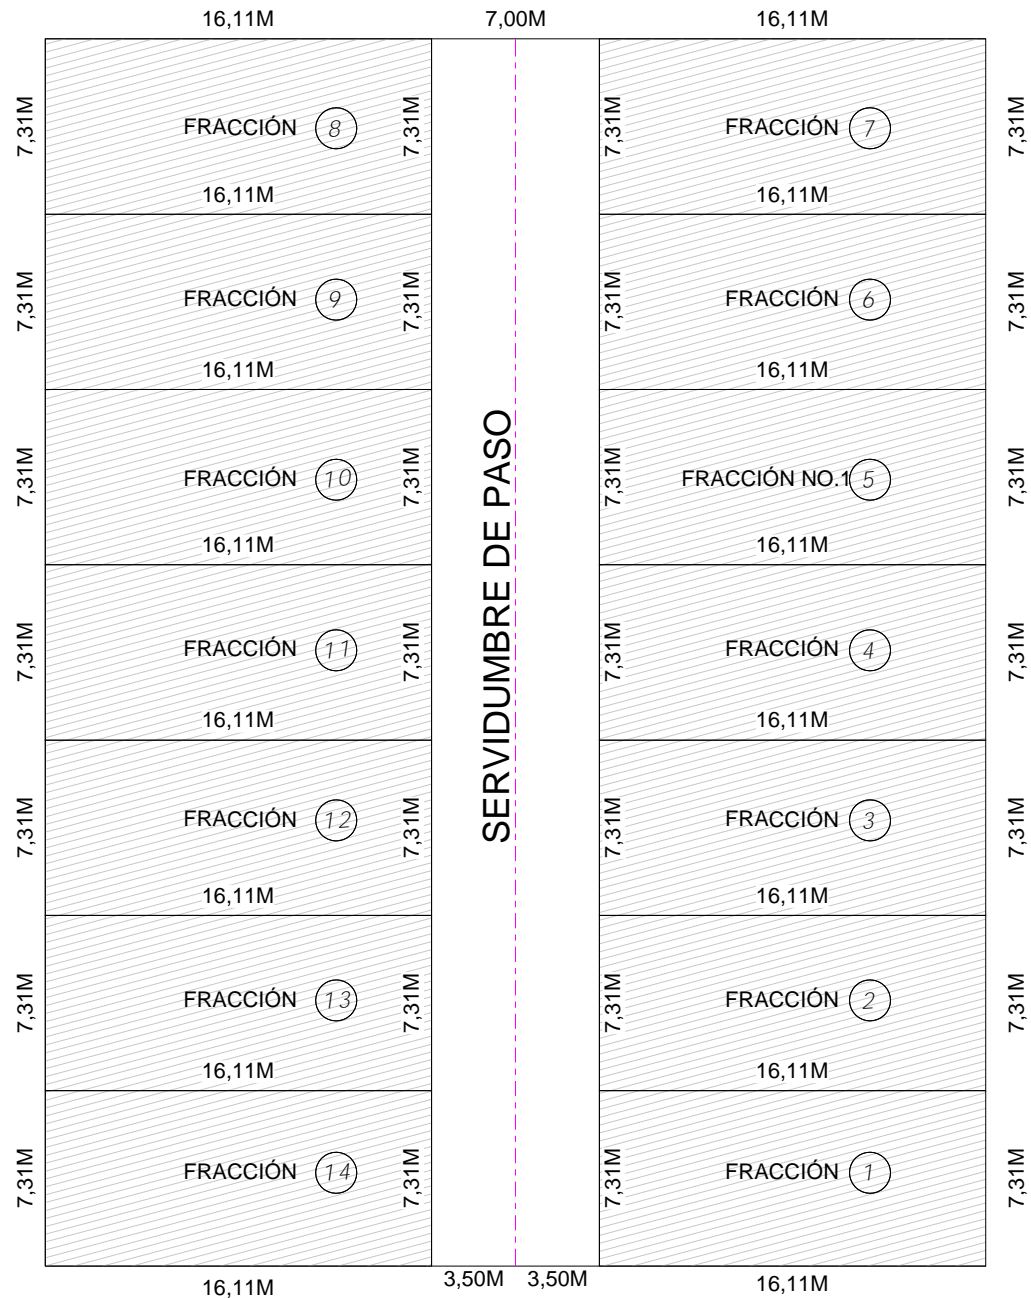 16,11M 7,00M 16,11M
7,31M FRACCIÓN 8 7,31M 7,31M FRACCIÓN 7 7,31M
16,11M
7,31M FRACCIÓN 9 7,31M 7,31M FRACCIÓN 6 7,31M
16,11M 16,11M
7,31M FRACCIÓN 10 7,31M 7,31M FRACCIÓN NO.1 5 7,31M
16,11M 16,11M
SERVIDUMBRE DE PASO
7,31M FRACCIÓN 11 7,31M 7,31M FRACCIÓN 4 7,31M
16,11M 16,11M
7,31M FRACCIÓN 12 7,31M 7,31M FRACCIÓN 3 7,31M
16,11M 16,11M
7,31M FRACCIÓN 13 7,31M 7,31M FRACCIÓN 2 7,31M
16,11M 16,11M
7,31M FRACCIÓN 14 7,31M 7,31M FRACCIÓN 1 7,31M
16,11M 3,50M 3,50M 16,11M